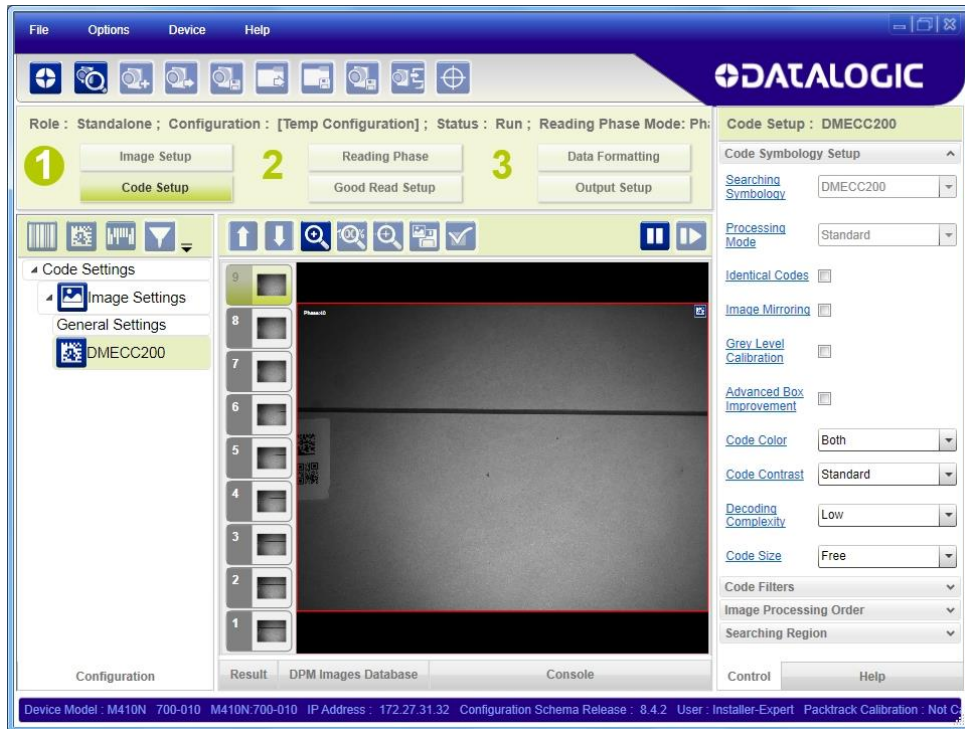 File Options Device Help
DATALOGIC
Role : Standalone ; Configuration : [Temp Configuration] ; Status : Run ; Reading Phase Mode: Ph
1
Image Setup
Code Setup
2
Reading Phase
Good Read Setup
3
Data Formatting
Output Setup
Code Settings
Image Settings
General Settings
DMECC200
Configuration
100%
9
8
7
6
5
4
3
2
1
Result DPM Images Database Console
Code Setup : DMECC200
Code Symbology Setup
Searching
Symbology
DMECC200
Processing
Mode
Standard
Identical Codes
Image Mirroring
Grey Level
Calibration
Advanced Box
Improvement
Code Color Both
Code Contrast Standard
Decoding
Complexity
Low
Code Size Free
Code Filters
Image Processing Order
Searching Region
Control Help
Device Model : M410N 700-010 M410N:700-010 IP Address : 172.27.31.32 Configuration Schema Release : 8.4.2 User : Installer-Expert Packtrack Calibration : Not Ca